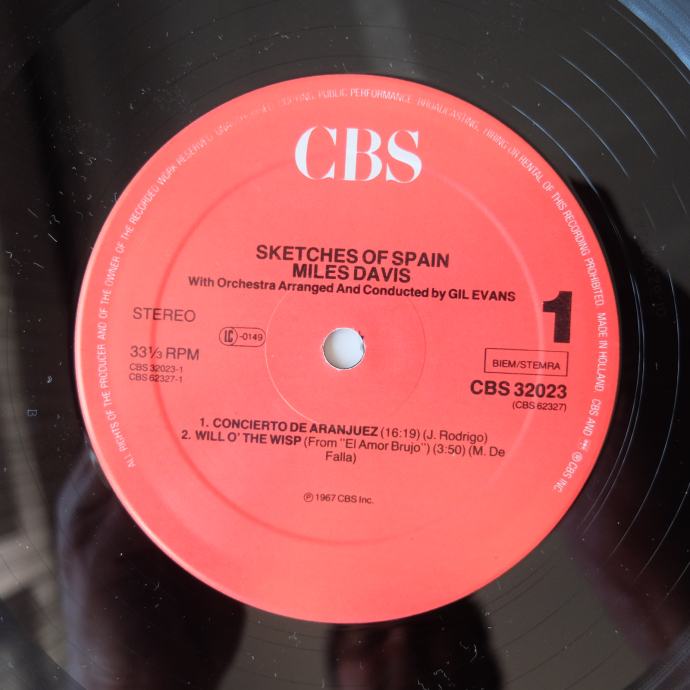 ALL RIGHTS OF THE PRODUCER AND OF THE OWNER OF THE RECORDED WORK RESERVED UNAUTHORISED COPYING, PUBLIC PERFORMANCE, BROADCASTING, HIRING OR RENTAL OF THIS RECORDING PROHIBITED. MADE IN HOLLAND CBS AND ® CBS INC
CBS
SKETCHES OF SPAIN
MILES DAVIS
With Orchestra Arranged And Conducted by GIL EVANS
STEREO
LC -0149
1
33⅓ RPM
BIEM/STEMRA
CBS 32023-1
CBS 62327-1
CBS 32023
(CBS 62327)
1. CONCIERTO DE ARANJUEZ (16:19) (J. Rodrigo)
2. WILL O' THE WISP (From "El Amor Brujo") (3:50) (M. De
Falla)
℗ 1967 CBS Inc.